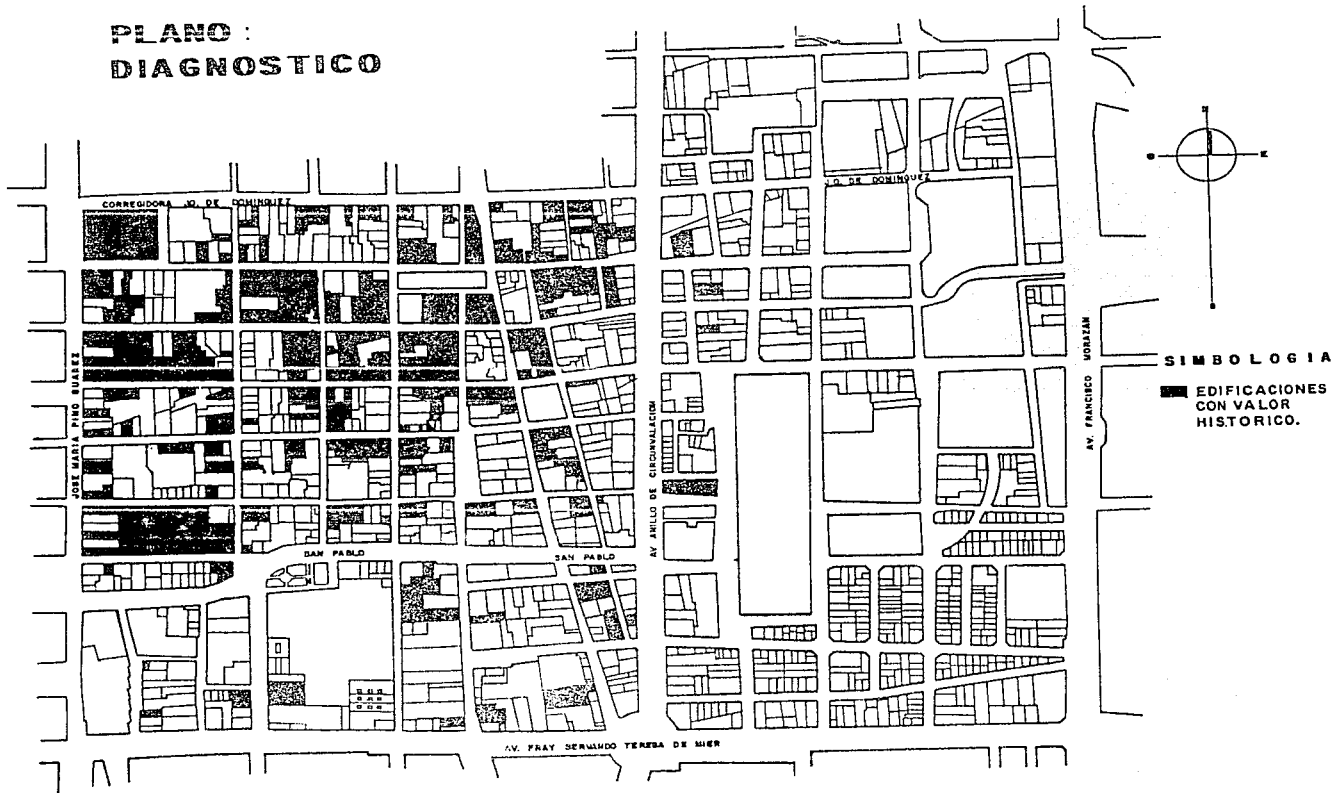 PLANO :
DIAGNOSTICO
CORREGIDORA JO. DE DOMINGUEZ
JO. DE DOMINGUEZ
JOSE MARIA PINO SUAREZ
AV. ANILLO DE CIRCUNVALACION
AV. FRANCISCO MORAZAN
SIMBOLOGIA
EDIFICACIONES
CON VALOR
HISTORICO.
SAN PABLO
SAN PABLO
AV. FRAY SERVANDO TERESA DE MIER